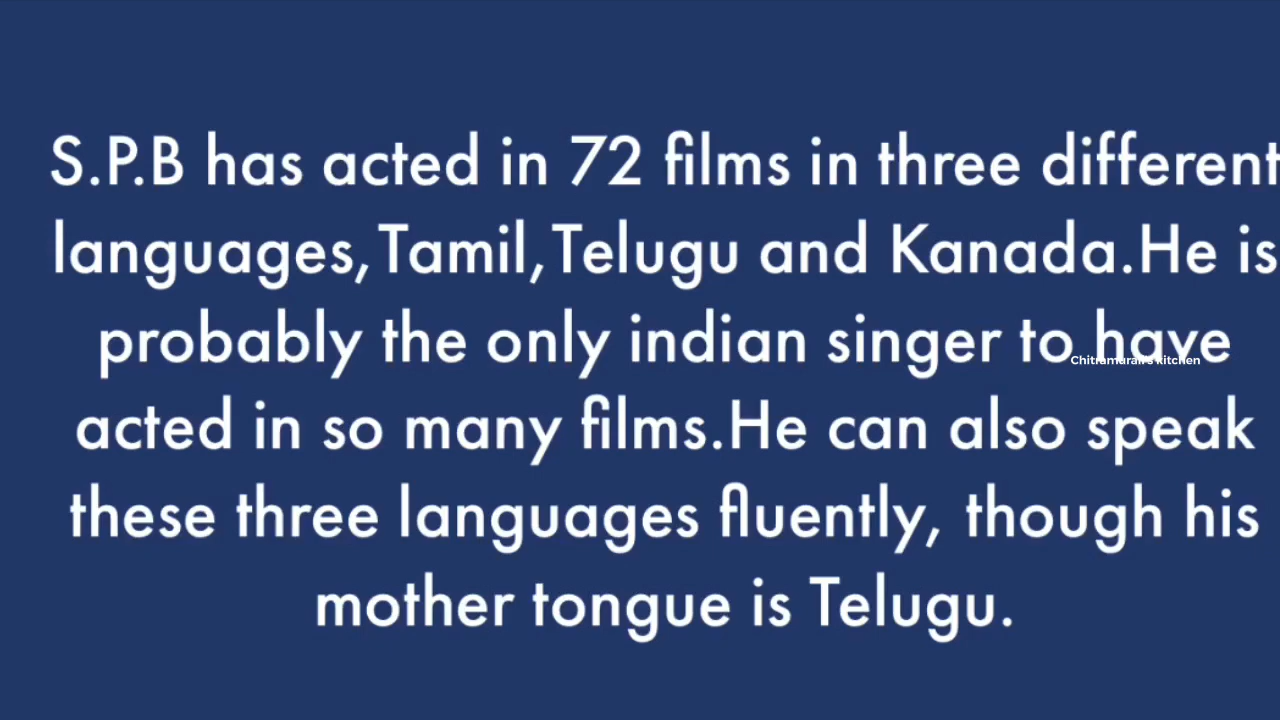 S.P.B has acted in 72 films in three different
languages,Tamil,Telugu and Kanada.He is
probably the only indian singer to have
Chitramurali's kitchen
acted in so many films.He can also speak
these three languages fluently, though his
mother tongue is Telugu.